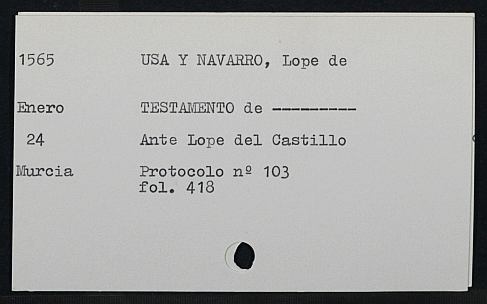 1565 USA Y NAVARRO, Lope de
Enero TESTAMENTO de ---------
24 Ante Lope del Castillo
Murcia Protocolo nº 103
fol. 418